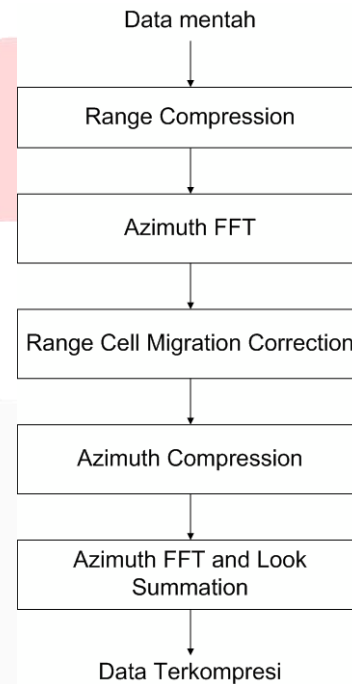 Data mentah
Range Compression
Azimuth FFT
Range Cell Migration Correction
Azimuth Compression
Azimuth FFT and Look
Summation
Data Terkompresi